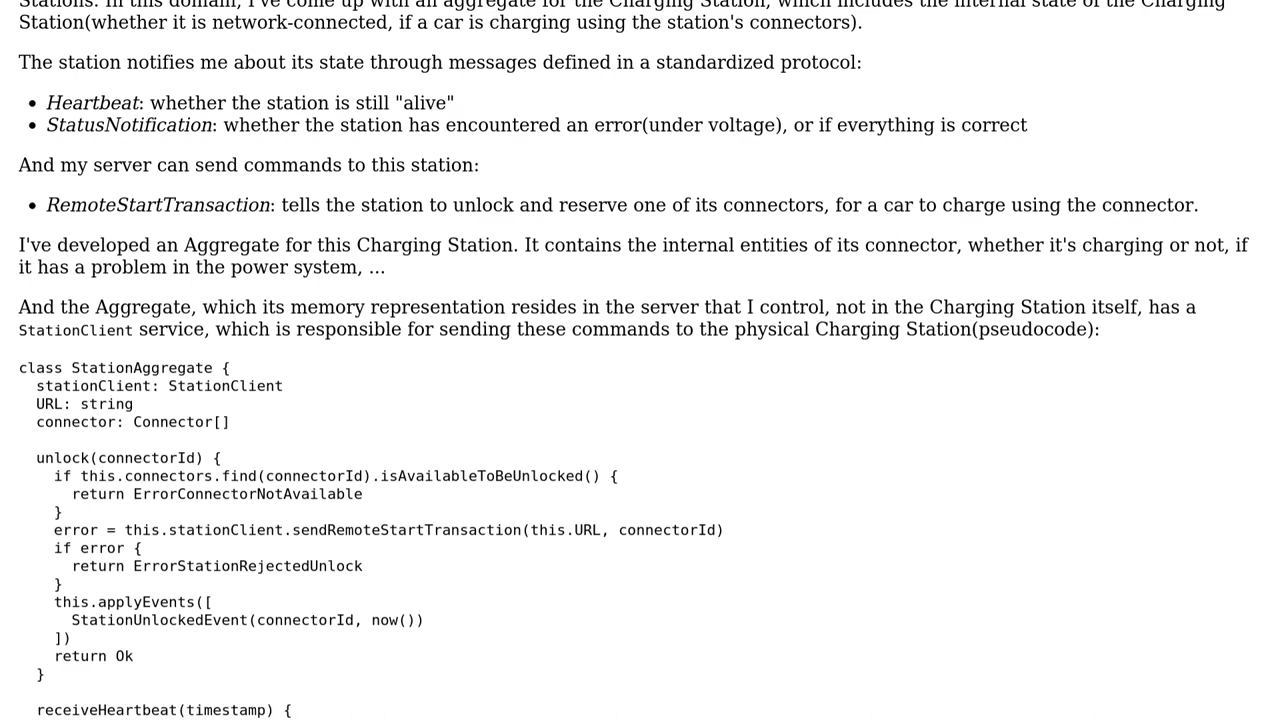 Stations. In this domain, I've come up with an aggregate for the Charging Station, which includes the internal state of the Charging
Station(whether it is network-connected, if a car is charging using the station's connectors).
The station notifies me about its state through messages defined in a standardized protocol:
• Heartbeat: whether the station is still "alive"
• StatusNotification: whether the station has encountered an error(under voltage), or if everything is correct
And my server can send commands to this station:
• RemoteStartTransaction: tells the station to unlock and reserve one of its connectors, for a car to charge using the connector.
I've developed an Aggregate for this Charging Station. It contains the internal entities of its connector, whether it's charging or not, if
it has a problem in the power system, ...
And the Aggregate, which its memory representation resides in the server that I control, not in the Charging Station itself, has a
StationClient service, which is responsible for sending these commands to the physical Charging Station(pseudocode):
class StationAggregate {
  stationClient: StationClient
  URL: string
  connector: Connector[]
  unlock(connectorId) {
    if this.connectors.find(connectorId).isAvailableToBeUnlocked() {
      return ErrorConnectorNotAvailable
    }
    error = this.stationClient.sendRemoteStartTransaction(this.URL, connectorId)
    if error {
      return ErrorStationRejectedUnlock
    }
    this.applyEvents([
      StationUnlockedEvent(connectorId, now())
    ])
    return Ok
  }
  receiveHeartbeat(timestamp) {